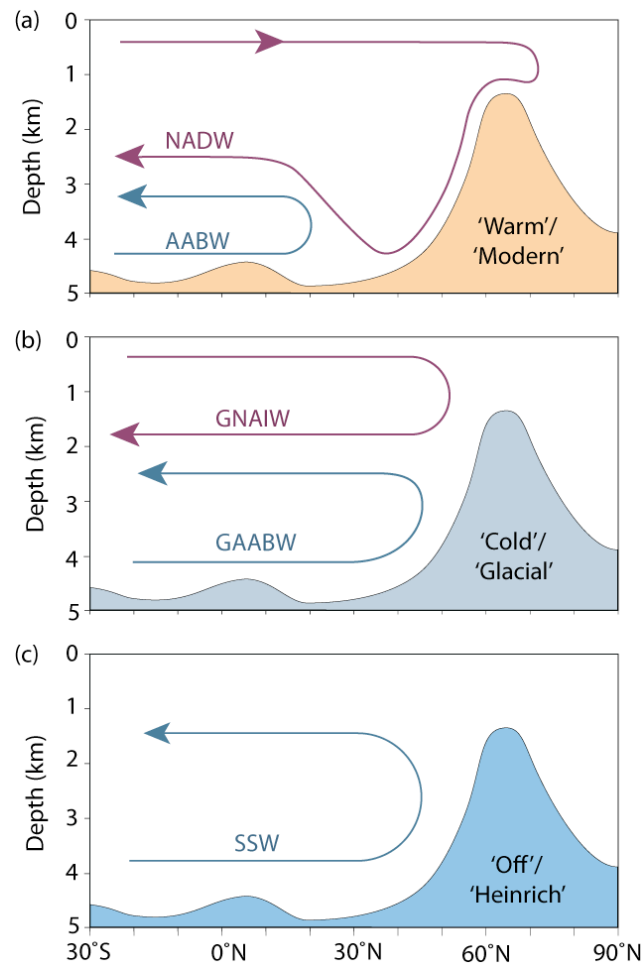 (a)
0
1
2
3
4
5
Depth (km)
NADW
AABW
‘Warm’/
‘Modern’
(b)
0
1
2
3
4
5
Depth (km)
GNAIW
GAABW
‘Cold’/
‘Glacial’
(c)
0
1
2
3
4
5
Depth (km)
SSW
‘Off’/
‘Heinrich’
30˚S 0˚N 30˚N 60˚N 90˚N